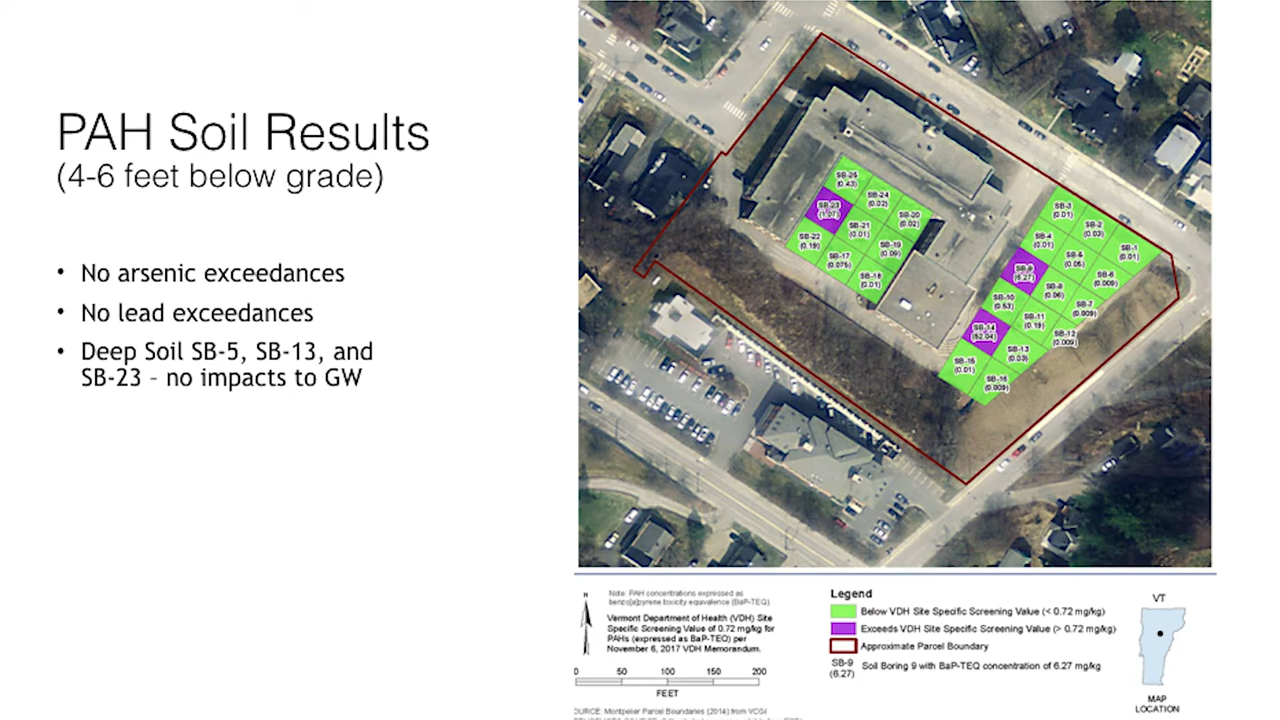 PAH Soil Results
(4-6 feet below grade)
• No arsenic exceedances
• No lead exceedances
• Deep Soil SB-5, SB-13, and
SB-23 – no impacts to GW
SB-25
(0.43)
SB-24
(0.02)
SB-23
(1.07)
SB-20
(0.02)
SB-21
(0.01)
SB-22
(0.19)
SB-19
(0.09)
SB-17
(0.075)
SB-18
(0.01)
SB-3
(0.01)
SB-2
(0.03)
SB-4
(0.01)
SB-1
(0.01)
SB-5
(0.05)
SB-9
(6.27)
SB-6
(0.009)
SB-8
(0.06)
SB-10
(0.53)
SB-7
(0.009)
SB-11
(0.19)
SB-14
(52.04)
SB-12
(0.009)
SB-13
(0.03)
SB-15
(0.01)
SB-16
(0.009)
N
Note: PAH concentrations expressed as
benzo[a]pyrene toxicity equivalence (BaP-TEQ).
Vermont Department of Health (VDH) Site
Specific Screening Value of 0.72 mg/kg for
PAHs (expressed as BaP-TEQ) per
November 6, 2017 VDH Memorandum.
0 50 100 150 200
FEET
OURCE: Montpelier Parcel Boundaries (2014) from VCGI
Legend
Below VDH Site Specific Screening Value (< 0.72 mg/kg)
Exceeds VDH Site Specific Screening Value (> 0.72 mg/kg)
Approximate Parcel Boundary
SB-9
(6.27)
Soil Boring 9 with BaP-TEQ concentration of 6.27 mg/kg
VT
MAP
LOCATION